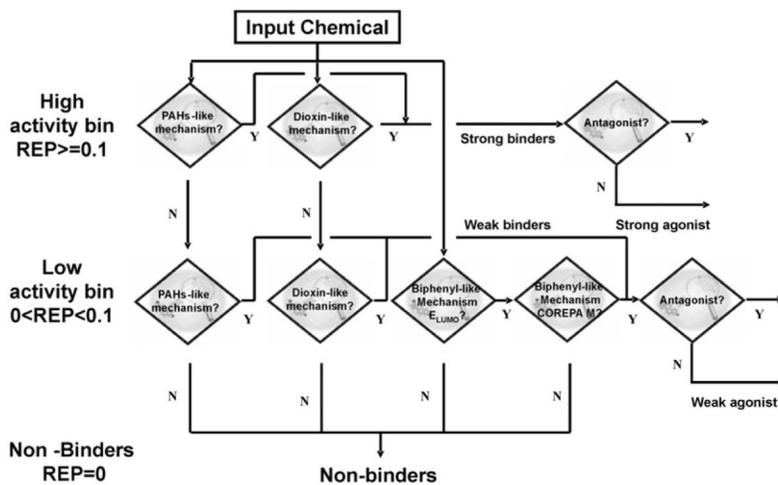 Input Chemical
High
activity bin
REP>=0.1
PAHs-like
mechanism?
Y
Dioxin-like
mechanism?
Y
Strong binders
Antagonist?
Y
N
N
N
Strong agonist
Weak binders
Low
activity bin
0<REP<0.1
PAHs-like
mechanism?
Y
Dioxin-like
mechanism?
Y
Biphenyl-like
Mechanism
ELUMO?
Y
Biphenyl-like
Mechanism
COREPA M?
Y
Antagonist?
Y
N
N
N
N
N
Weak agonist
Non -Binders
REP=0
Non-binders